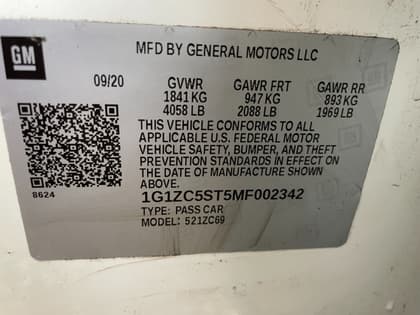 GM
MFD BY GENERAL MOTORS LLC
09/20 GVWR GAWR FRT GAWR RR
1841 KG 947 KG 893 KG
4058 LB 2088 LB 1969 LB
THIS VEHICLE CONFORMS TO ALL
APPLICABLE U.S. FEDERAL MOTOR
VEHICLE SAFETY, BUMPER, AND THEFT
PREVENTION STANDARDS IN EFFECT ON THE
DATE OF MANUFACTURE SHOWN
ABOVE.
8624
1G1ZC5ST5MF002342
TYPE: PASS CAR
MODEL: 521ZC69